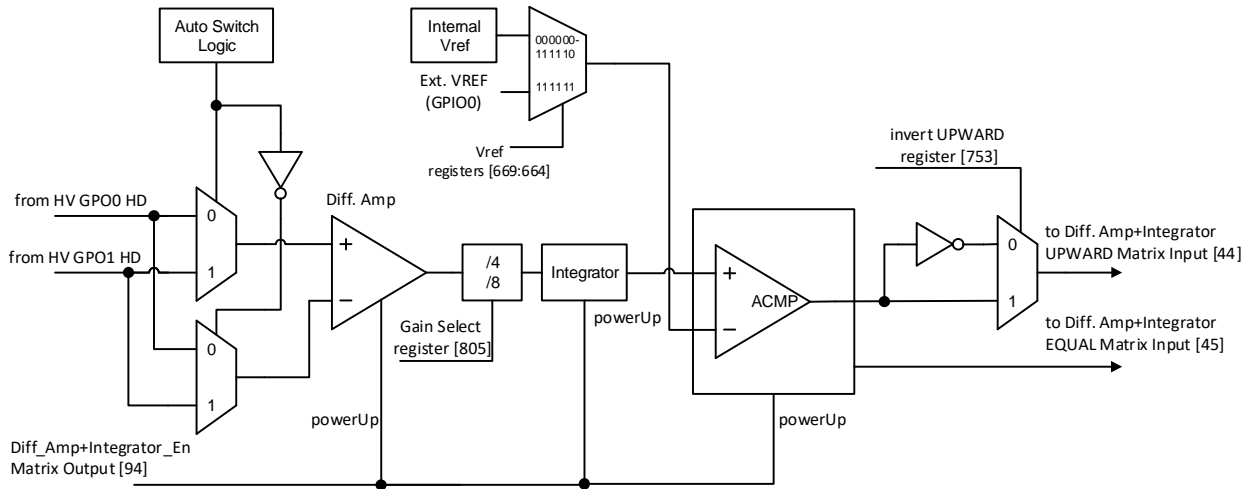 Auto Switch
Logic
Internal
Vref
000000-
111110
111111
Ext. VREF
(GPIO0)
Vref
registers [669:664]
invert UPWARD
register [753]
from HV GPO0 HD
from HV GPO1 HD
0
1
0
1
Diff. Amp
+
−
/4
/8
Gain Select
register [805]
Integrator
powerUp
+
−
ACMP
0
1
to Diff. Amp+Integrator
UPWARD Matrix Input [44]
to Diff. Amp+Integrator
EQUAL Matrix Input [45]
powerUp
powerUp
Diff_Amp+Integrator_En
Matrix Output [94]